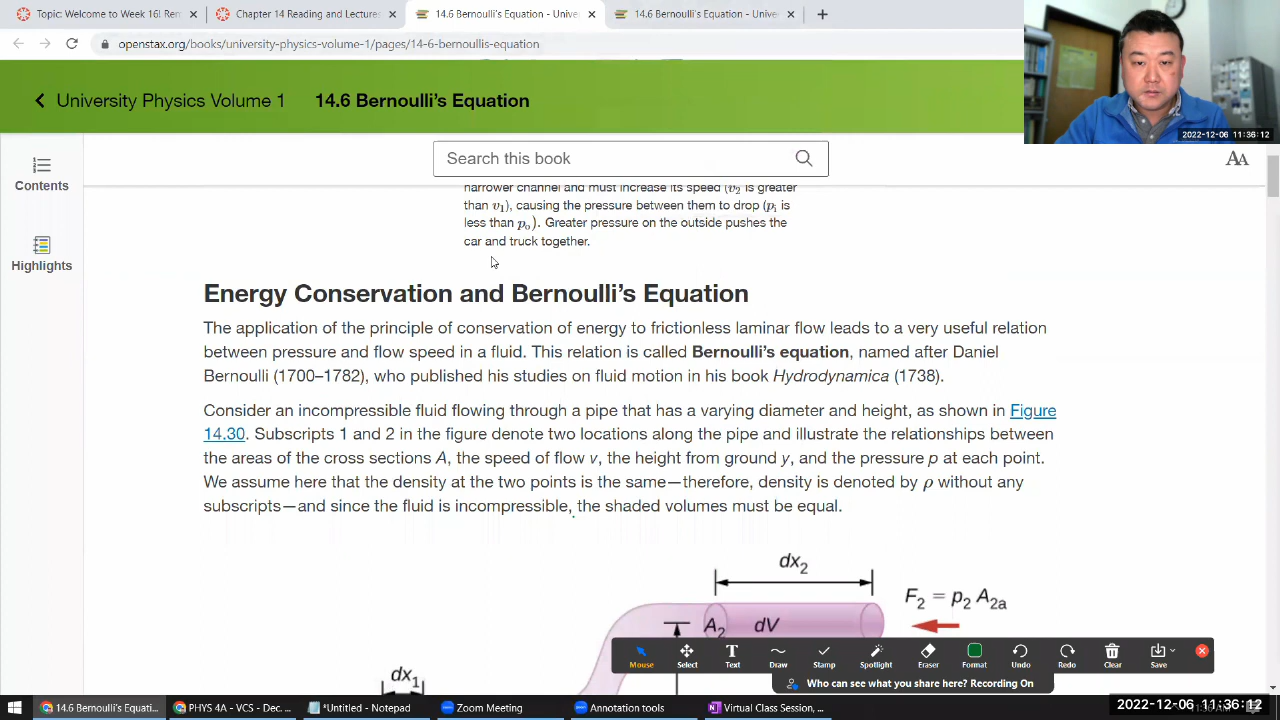 Topic: Welcome to Week 16! Rem
Chapter 14 Reading and Lectures
14.6 Bernoulli's Equation - Unive
14.6 Bernoulli's Equation - Unive
openstax.org/books/university-physics-volume-1/pages/14-6-bernoullis-equation
University Physics Volume 1
14.6 Bernoulli's Equation
2022-12-06 11:36:12
Search this book
Contents
Highlights
narrower channel and must increase its speed (v₂ is greater
than v₁), causing the pressure between them to drop (pᵢ is
less than pₒ). Greater pressure on the outside pushes the
car and truck together.
Energy Conservation and Bernoulli's Equation
The application of the principle of conservation of energy to frictionless laminar flow leads to a very useful relation
between pressure and flow speed in a fluid. This relation is called Bernoulli's equation, named after Daniel
Bernoulli (1700–1782), who published his studies on fluid motion in his book Hydrodynamica (1738).
Consider an incompressible fluid flowing through a pipe that has a varying diameter and height, as shown in Figure
14.30. Subscripts 1 and 2 in the figure denote two locations along the pipe and illustrate the relationships between
the areas of the cross sections A, the speed of flow v, the height from ground y, and the pressure p at each point.
We assume here that the density at the two points is the same—therefore, density is denoted by ρ without any
subscripts—and since the fluid is incompressible, the shaded volumes must be equal.
dx₂
F₂ = p₂ A₂ₐ
A₂ dV
dx₁
Mouse Select Text Draw Stamp Spotlight Eraser Format Undo Redo Clear Save
Who can see what you share here? Recording On
14.6 Bernoulli's Equati...
PHYS 4A - VCS - Dec ...
*Untitled - Notepad
Zoom Meeting
Annotation tools
Virtual Class Session, ...
2022-12-06 11:36:12